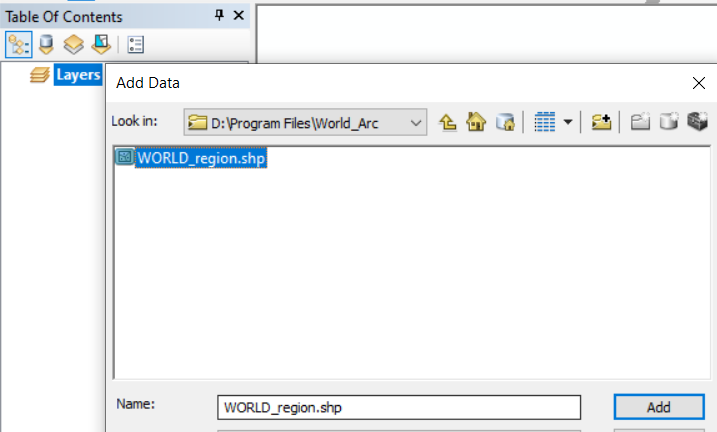 Table Of Contents
Layers
Add Data
Look in:
D:\Program Files\World_Arc
WORLD_region.shp
Name:
WORLD_region.shp
Add